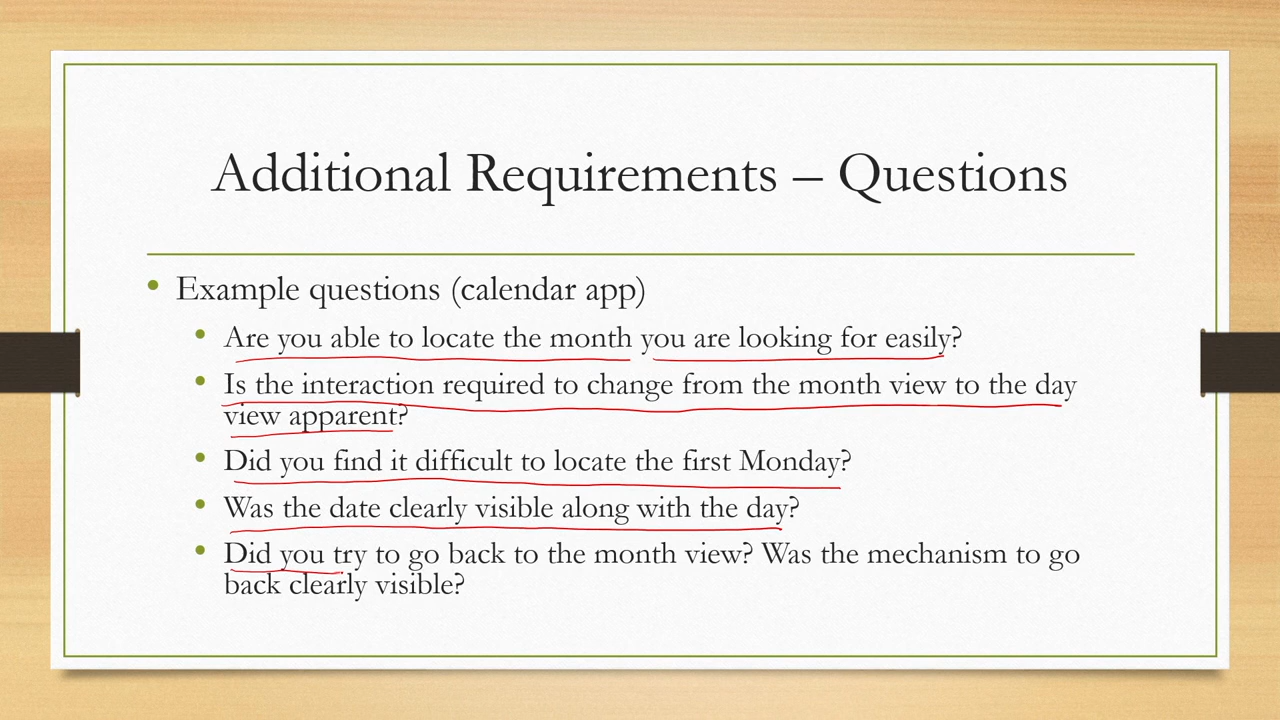 Additional Requirements – Questions
• Example questions (calendar app)
• Are you able to locate the month you are looking for easily?
• Is the interaction required to change from the month view to the day
view apparent?
• Did you find it difficult to locate the first Monday?
• Was the date clearly visible along with the day?
• Did you try to go back to the month view? Was the mechanism to go
back clearly visible?